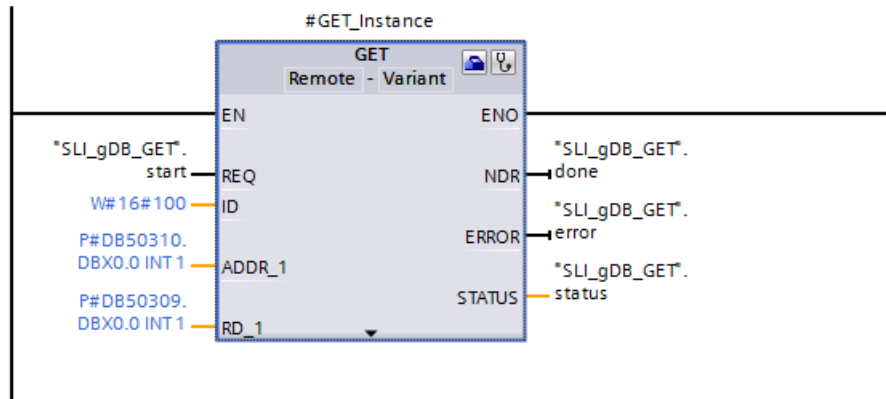 #GET_Instance
GET
Remote - Variant
EN
ENO
"SLI_gDB_GET".
start
REQ
NDR
"SLI_gDB_GET".
done
W#16#100
ID
ERROR
"SLI_gDB_GET".
error
P#DB50310.
DBX0.0 INT 1
ADDR_1
STATUS
"SLI_gDB_GET".
status
P#DB50309.
DBX0.0 INT 1
RD_1